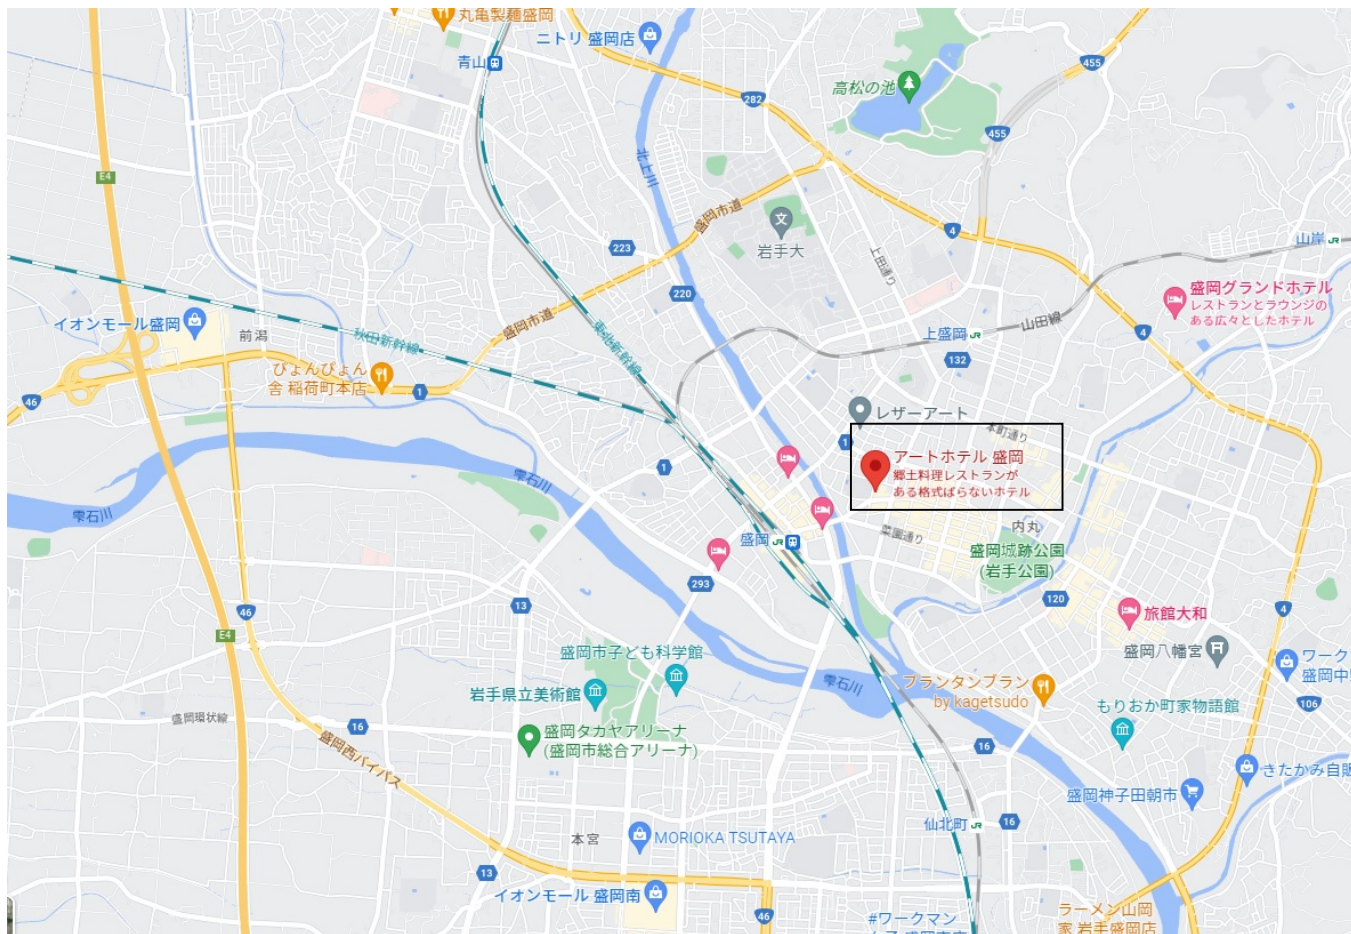 丸亀製麺盛岡
ニトリ 盛岡店
青山
455
高松の池
282
455
北上川
E4
盛岡市道
岩手大
4
223
上田通り
山岸 JR
220
盛岡グランドホテル
レストランとラウンジの
ある広々としたホテル
イオンモール盛岡
前潟
盛岡市道
秋田新幹線
東北新幹線
上盛岡 JR
山田線
4
132
ぴょんぴょん
舎 稲荷町本店
1
46
レザーアート
本町通り
1
アートホテル 盛岡
郷土料理レストランが
ある格式ばらないホテル
1
雫石川
雫石川
菜園通り
内丸
盛岡 JR
盛岡城跡公園
(岩手公園)
293
13
46
120
4
旅館大和
E4
盛岡八幡宮
ワーク
盛岡中野
盛岡市子ども科学館
岩手県立美術館
雫石川
プランタンブラン
by kagetsudo
106
もりおか町家物語館
盛岡環状線
16
盛岡タカヤアリーナ
(盛岡市総合アリーナ)
16
盛岡西バイパス
きたかみ自販
盛岡神子田朝市
仙北町 JR
16
本宮
MORIOKA TSUTAYA
13
イオンモール 盛岡南
46
#ワークマン
ラーメン山岡
家 岩手盛岡店